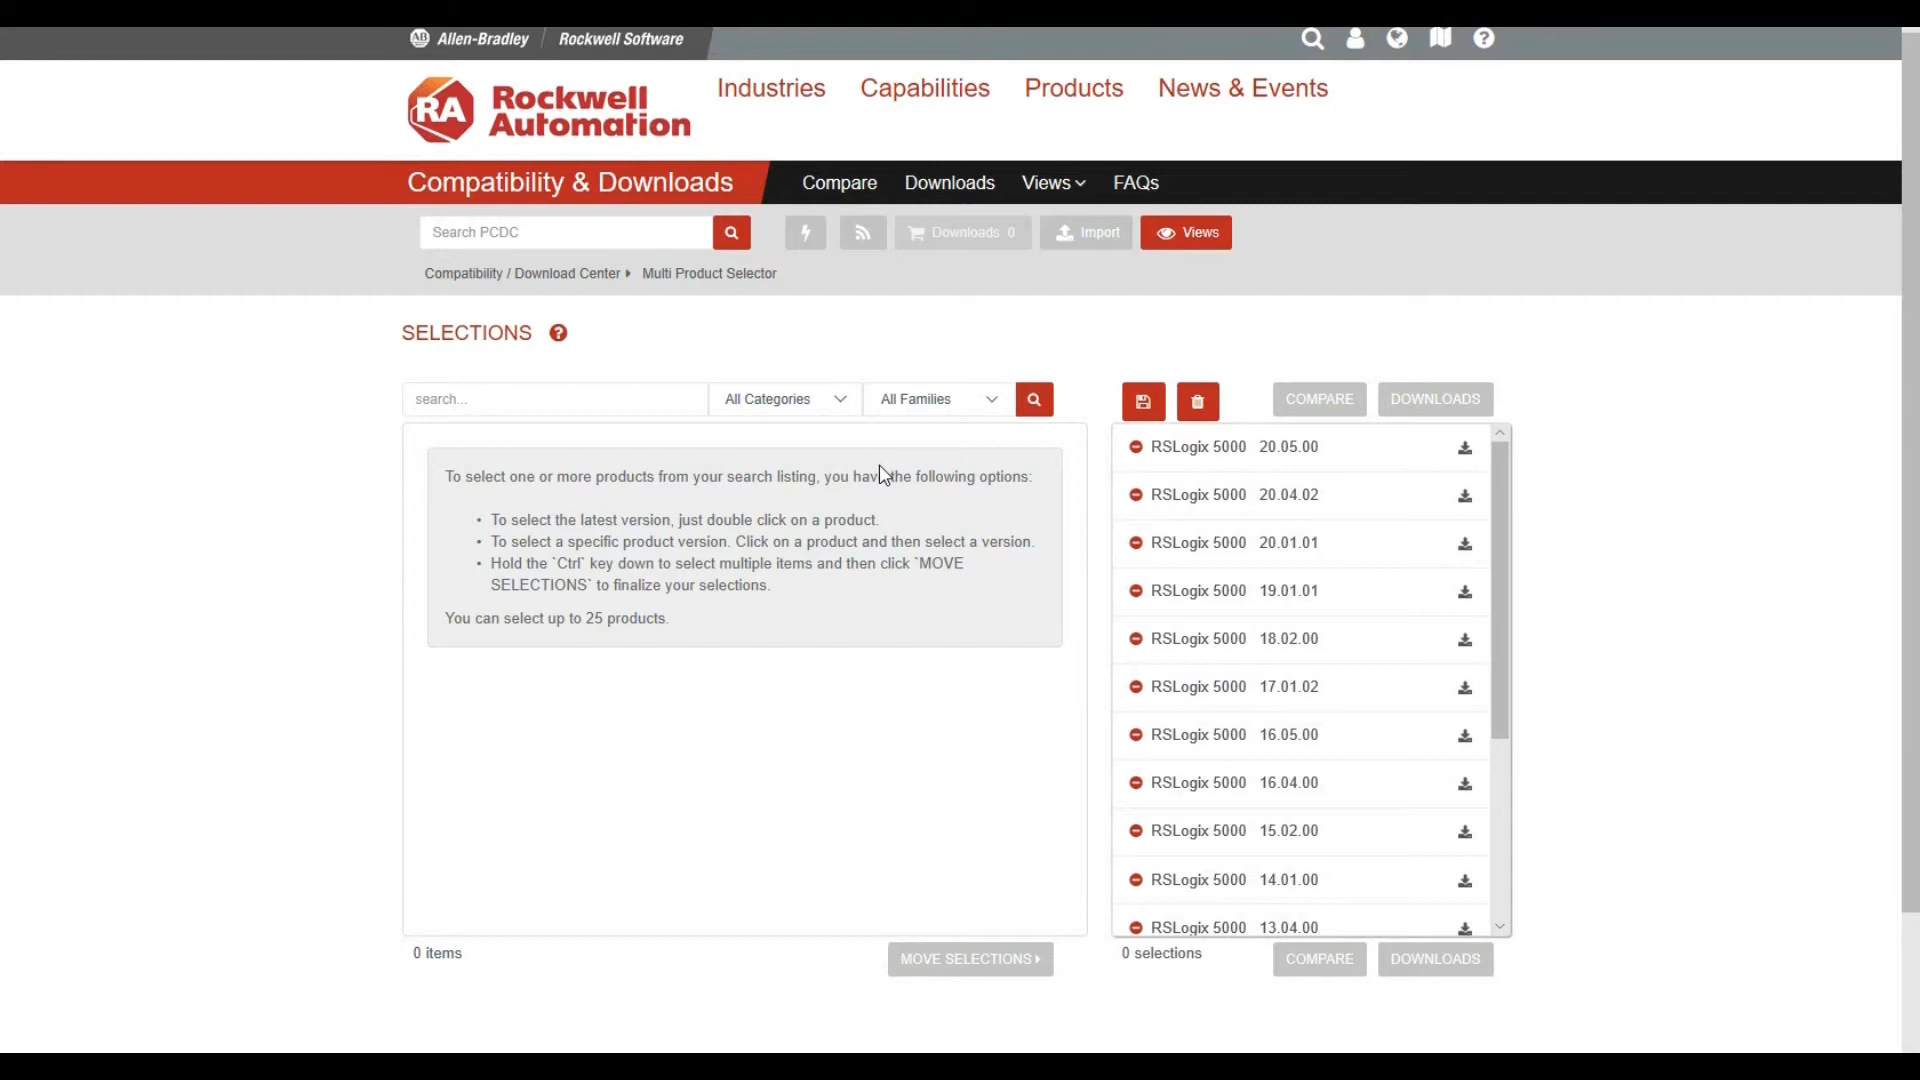 AB Allen-Bradley Rockwell Software
RA Rockwell Automation
Industries Capabilities Products News & Events
Compatibility & Downloads Compare Downloads Views FAQs
Search PCDC Downloads 0 Import Views
Compatibility / Download Center Multi Product Selector
SELECTIONS ?
search... All Categories All Families COMPARE DOWNLOADS
To select one or more products from your search listing, you have the following options:
• To select the latest version, just double click on a product.
• To select a specific product version. Click on a product and then select a version.
• Hold the `Ctrl` key down to select multiple items and then click `MOVE
SELECTIONS` to finalize your selections.
You can select up to 25 products.
0 items MOVE SELECTIONS
RSLogix 5000 20.05.00
RSLogix 5000 20.04.02
RSLogix 5000 20.01.01
RSLogix 5000 19.01.01
RSLogix 5000 18.02.00
RSLogix 5000 17.01.02
RSLogix 5000 16.05.00
RSLogix 5000 16.04.00
RSLogix 5000 15.02.00
RSLogix 5000 14.01.00
RSLogix 5000 13.04.00
0 selections COMPARE DOWNLOADS